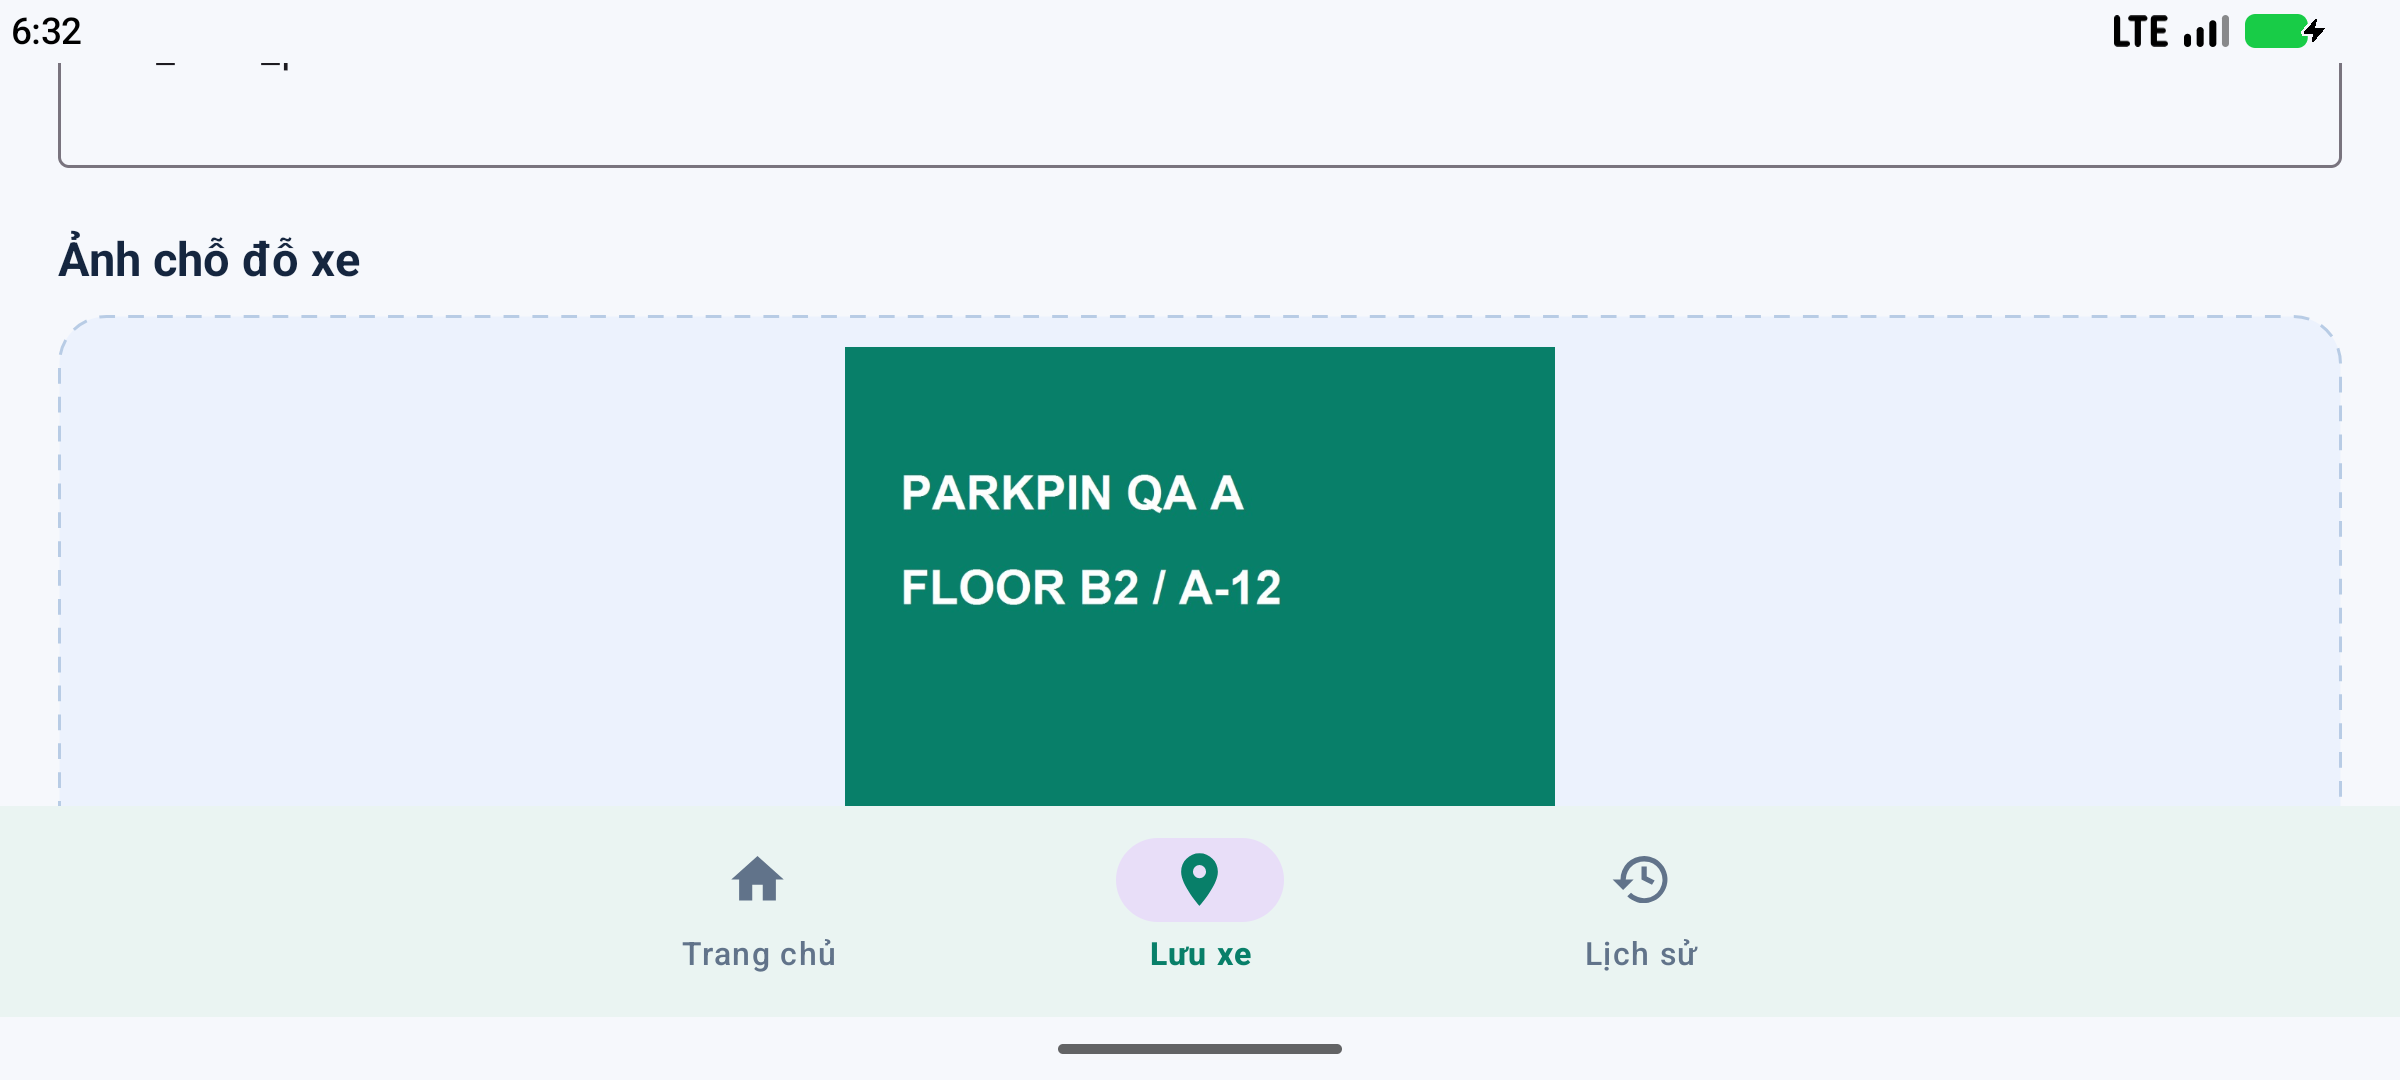 6:32
LTE
Ảnh chỗ đỗ xe
PARKPIN QA A
FLOOR B2 / A-12
Trang chủ
Lưu xe
Lịch sử